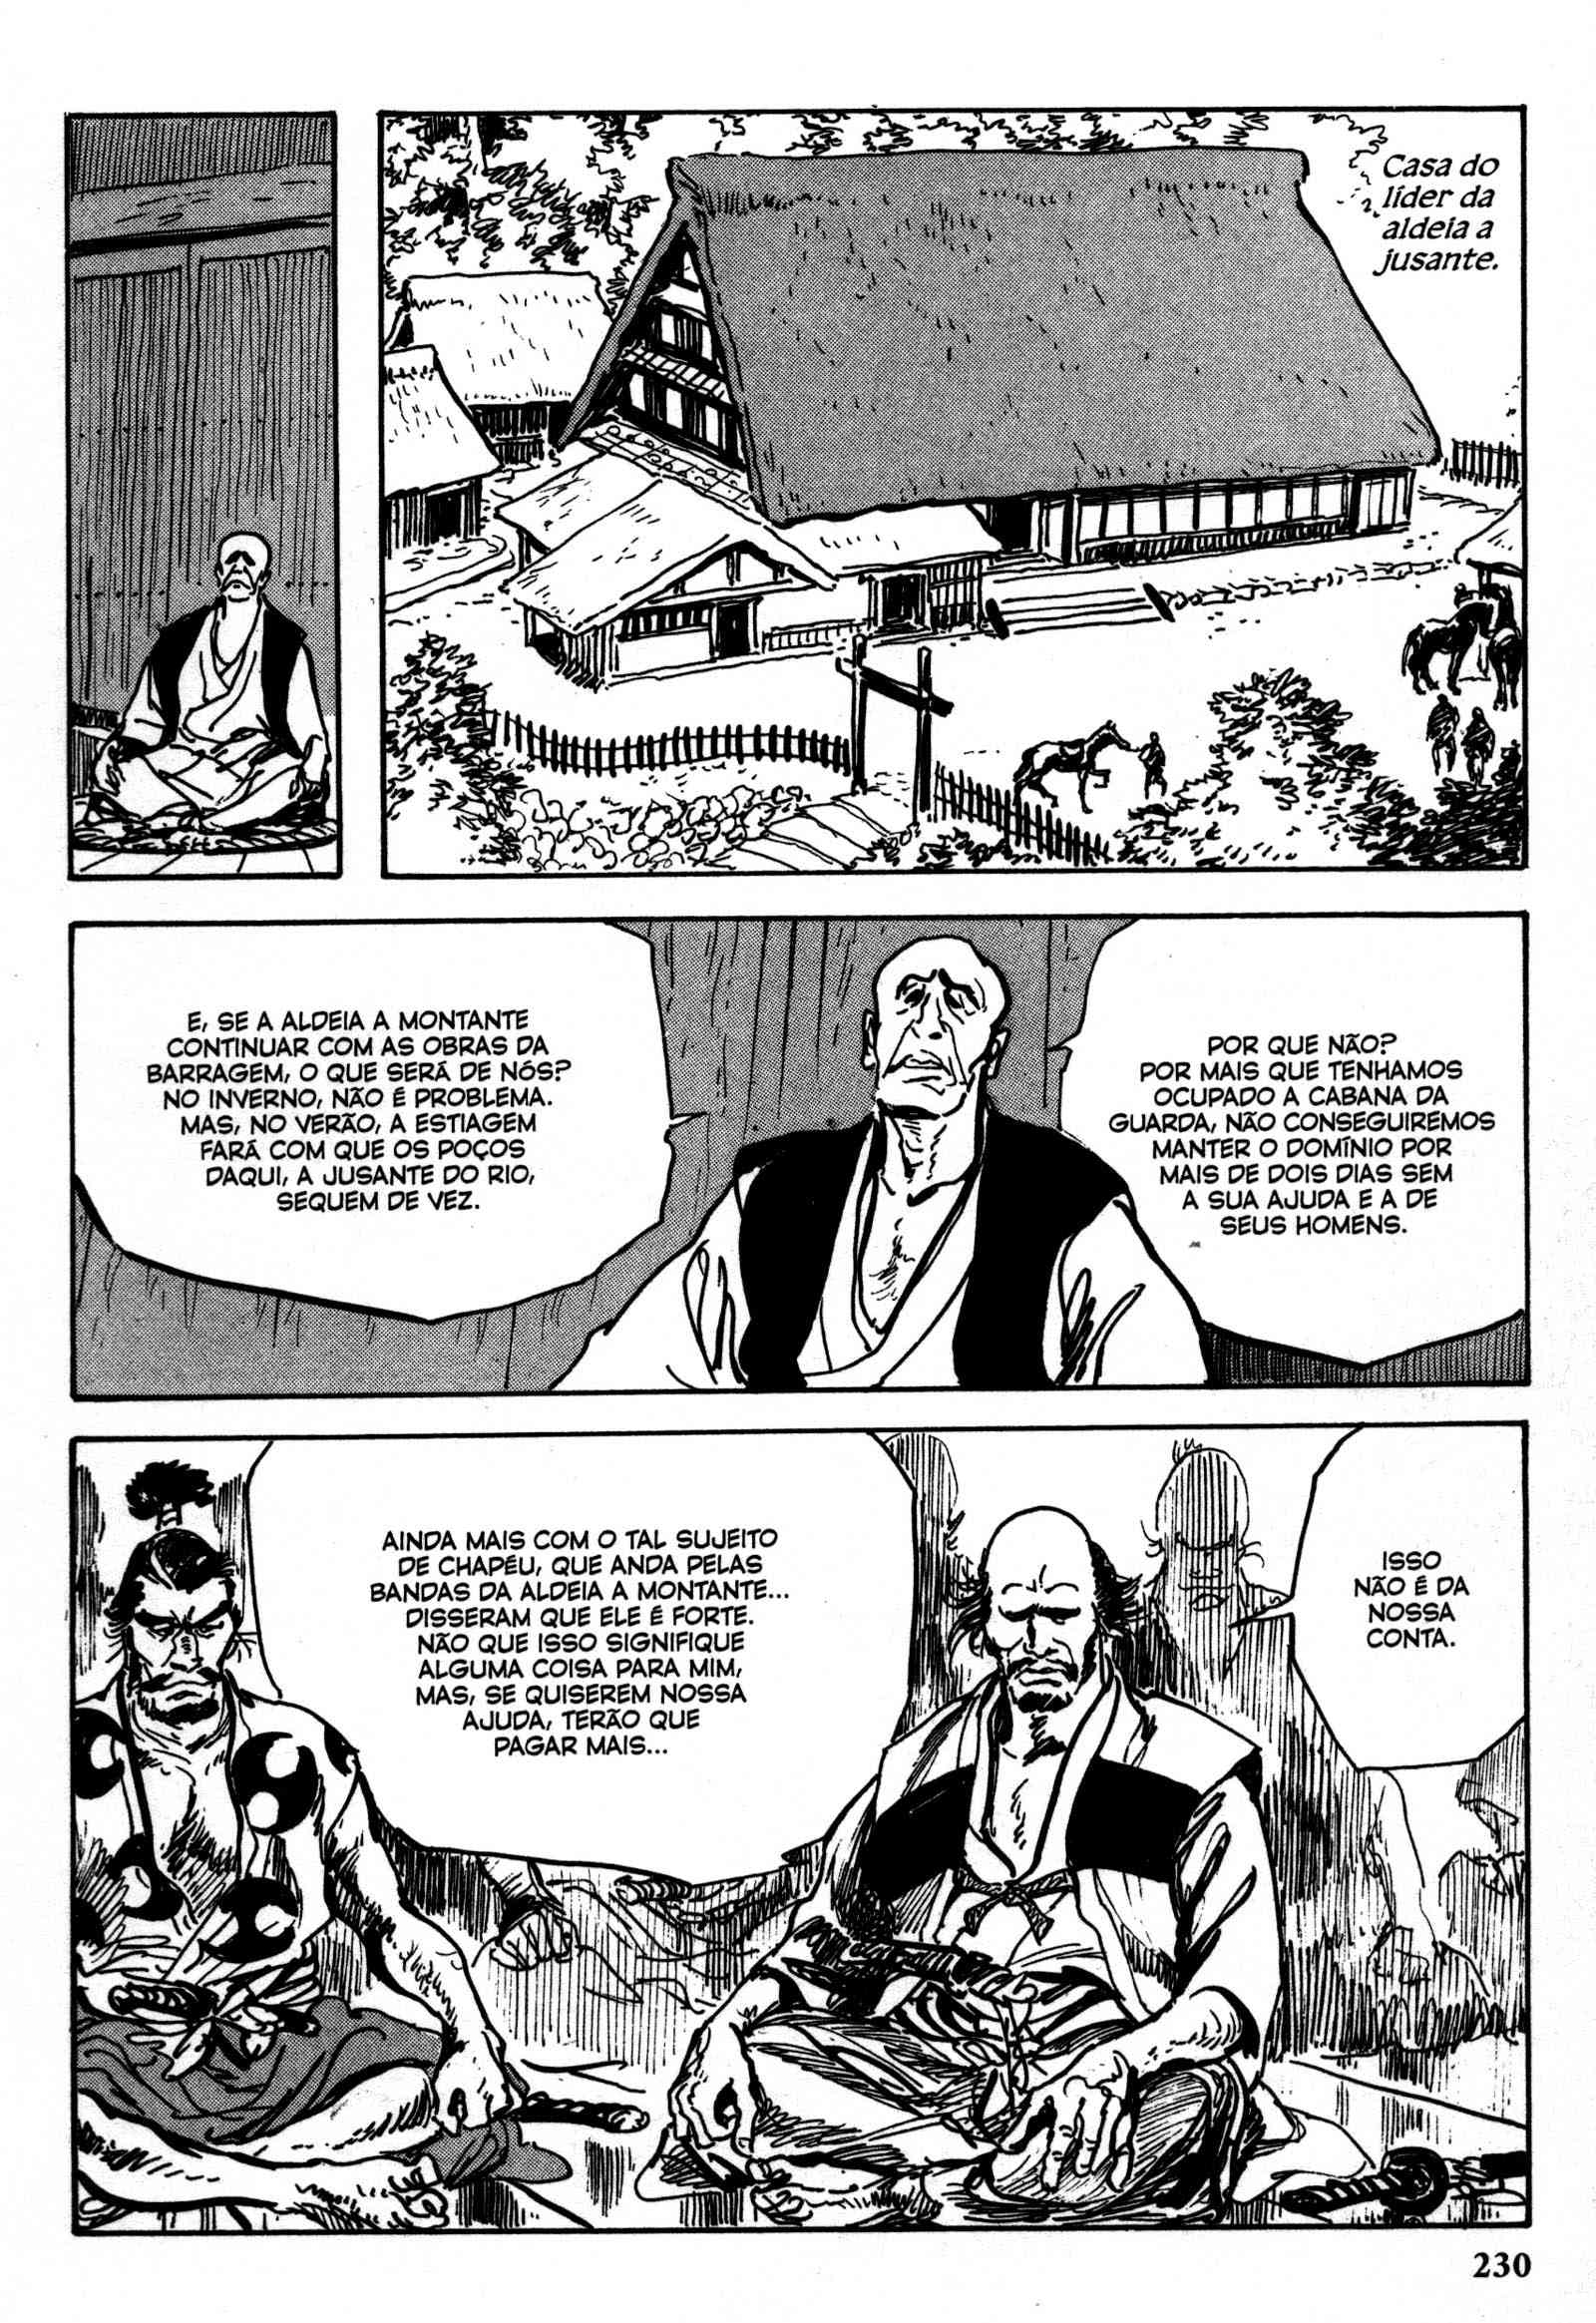 Casa do
líder da
aldeia a
jusante.
POR QUE NÃO?
POR MAIS QUE TENHAMOS
OCUPADO A CABANA DA
GUARDA, NÃO CONSEGUIREMOS
MANTER O DOMÍNIO POR
MAIS DE DOIS DIAS SEM
A SUA AJUDA E A DE
SEUS HOMENS.
E, SE A ALDEIA A MONTANTE
CONTINUAR COM AS OBRAS DA
BARRAGEM, O QUE SERÁ DE NÓS?
NO INVERNO, NÃO É PROBLEMA.
MAS, NO VERÃO, A ESTIAGEM
FARÁ COM QUE OS POÇOS
DAQUI, A JUSANTE DO RIO,
SEQUEM DE VEZ.
ISSO
NÃO É DA
NOSSA
CONTA.
AINDA MAIS COM O TAL SUJEITO
DE CHAPÉU, QUE ANDA PELAS
BANDAS DA ALDEIA A MONTANTE...
DISSERAM QUE ELE É FORTE.
NÃO QUE ISSO SIGNIFIQUE
ALGUMA COISA PARA MIM,
MAS, SE QUISEREM NOSSA
AJUDA, TERÃO QUE
PAGAR MAIS...
230